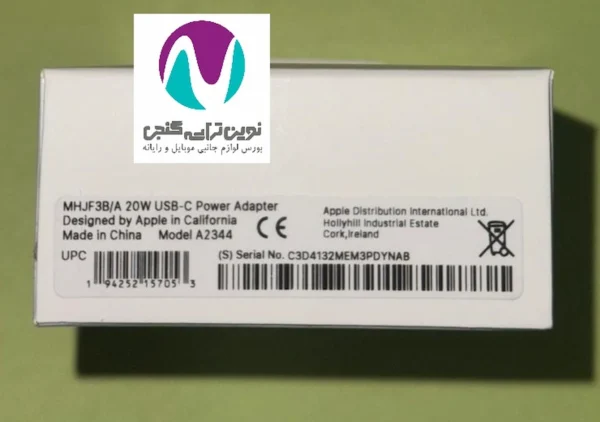 نوین ترابر گنجی
بورس لوازم جانبی موبایل و رایانه
MHJF3B/A 20W USB-C Power Adapter
Designed by Apple in California
Made in China Model A2344
CE
Apple Distribution International Ltd.
Hollyhill Industrial Estate
Cork,Ireland
UPC
1 94252 15705 3
(S) Serial No. C3D4132MEM3PDYNAB